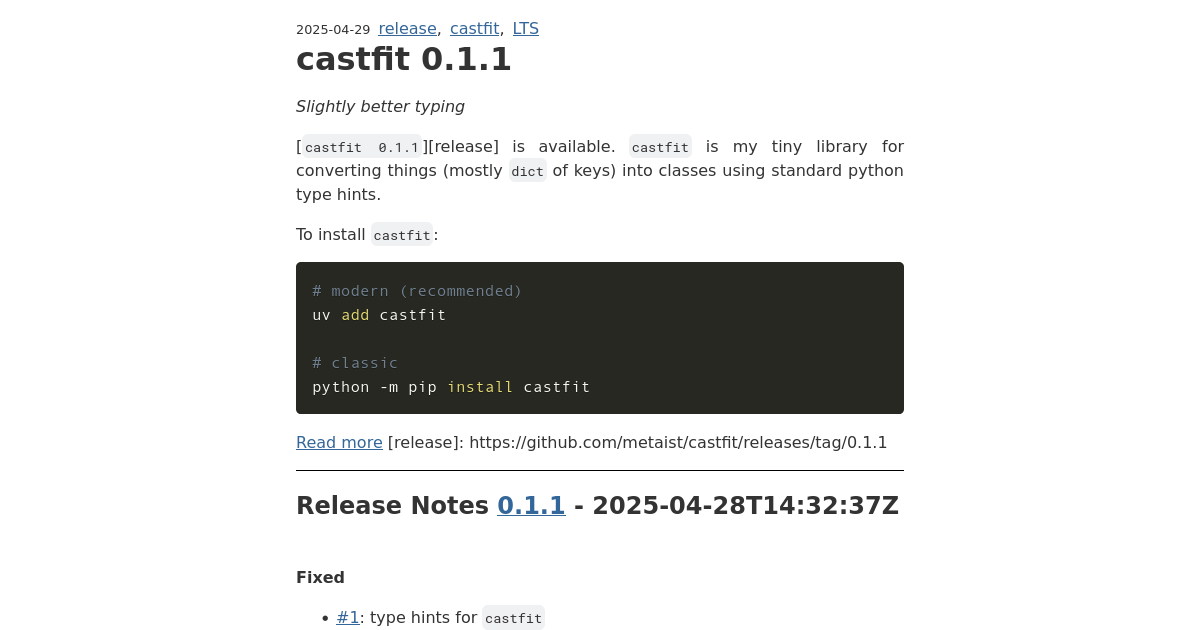 2025-04-29 release, castfit, LTS
castfit 0.1.1
Slightly better typing
[castfit 0.1.1][release] is available. castfit is my tiny library for
converting things (mostly dict of keys) into classes using standard python
type hints.
To install castfit:
# modern (recommended)
uv add castfit
# classic
python -m pip install castfit
Read more [release]: https://github.com/metaist/castfit/releases/tag/0.1.1
Release Notes 0.1.1 - 2025-04-28T14:32:37Z
Fixed
• #1: type hints for castfit